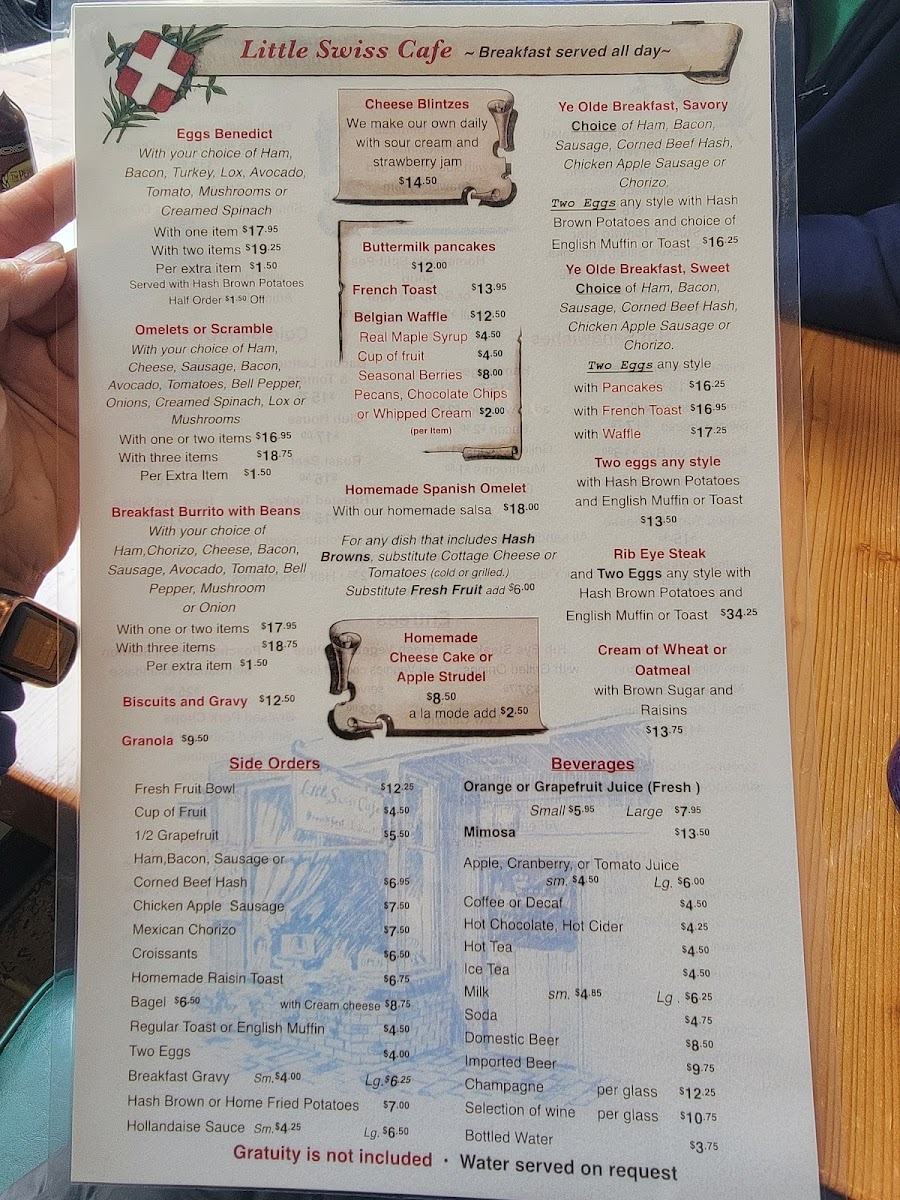 Little Swiss Cafe ~ Breakfast served all day~
Eggs Benedict
With your choice of Ham,
Bacon, Turkey, Lox, Avocado,
Tomato, Mushrooms or
Creamed Spinach
With one item $17.95
With two items $19.25
Per extra item $1.50
Served with Hash Brown Potatoes
Half Order $1.50 Off
Omelets or Scramble
With your choice of Ham,
Cheese, Sausage, Bacon,
Avocado, Tomatoes, Bell Pepper,
Onions, Creamed Spinach, Lox or
Mushrooms
With one or two items $16.95
With three items $18.75
Per Extra Item $1.50
Breakfast Burrito with Beans
With your choice of
Ham,Chorizo, Cheese, Bacon,
Sausage, Avocado, Tomato, Bell
Pepper, Mushroom
or Onion
With one or two items $17.95
With three items $18.75
Per extra item $1.50
Biscuits and Gravy $12.50
Granola $9.50
Cheese Blintzes
We make our own daily
with sour cream and
strawberry jam
$14.50
Buttermilk pancakes
$12.00
French Toast $13.95
Belgian Waffle $12.50
Real Maple Syrup $4.50
Cup of fruit $4.50
Seasonal Berries $8.00
Pecans, Chocolate Chips
or Whipped Cream $2.00
(per Item)
Homemade Spanish Omelet
With our homemade salsa $18.00
For any dish that includes Hash
Browns, substitute Cottage Cheese or
Tomatoes (cold or grilled.)
Substitute Fresh Fruit add $6.00
Homemade
Cheese Cake or
Apple Strudel
$8.50
a la mode add $2.50
Ye Olde Breakfast, Savory
Choice of Ham, Bacon,
Sausage, Corned Beef Hash,
Chicken Apple Sausage or
Chorizo.
Two Eggs any style with Hash
Brown Potatoes and choice of
English Muffin or Toast $16.25
Ye Olde Breakfast, Sweet
Choice of Ham, Bacon,
Sausage, Corned Beef Hash,
Chicken Apple Sausage or
Chorizo.
Two Eggs any style
with Pancakes $16.25
with French Toast $16.95
with Waffle $17.25
Two eggs any style
with Hash Brown Potatoes
and English Muffin or Toast
$13.50
Rib Eye Steak
and Two Eggs any style with
Hash Brown Potatoes and
English Muffin or Toast $34.25
Cream of Wheat or
Oatmeal
with Brown Sugar and
Raisins
$13.75
Side Orders
Fresh Fruit Bowl $12.25
Cup of Fruit $4.50
1/2 Grapefruit $5.50
Ham,Bacon, Sausage or
Corned Beef Hash $6.95
Chicken Apple Sausage $7.50
Mexican Chorizo $7.50
Croissants $6.50
Homemade Raisin Toast $6.75
Bagel $6.50 with Cream cheese $8.75
Regular Toast or English Muffin $4.50
Two Eggs $4.00
Breakfast Gravy Sm.$4.00 Lg.$6.25
Hash Brown or Home Fried Potatoes $7.00
Hollandaise Sauce Sm.$4.25 Lg. $6.50
Beverages
Orange or Grapefruit Juice (Fresh )
Small $5.95 Large $7.95
Mimosa $13.50
Apple, Cranberry, or Tomato Juice
sm. $4.50 Lg. $6.00
Coffee or Decaf $4.50
Hot Chocolate, Hot Cider $4.25
Hot Tea $4.50
Ice Tea $4.50
Milk sm. $4.85 Lg . $6.25
Soda $4.75
Domestic Beer $8.50
Imported Beer $9.75
Champagne per glass $12.25
Selection of wine per glass $10.75
Bottled Water $3.75
Gratuity is not included · Water served on request